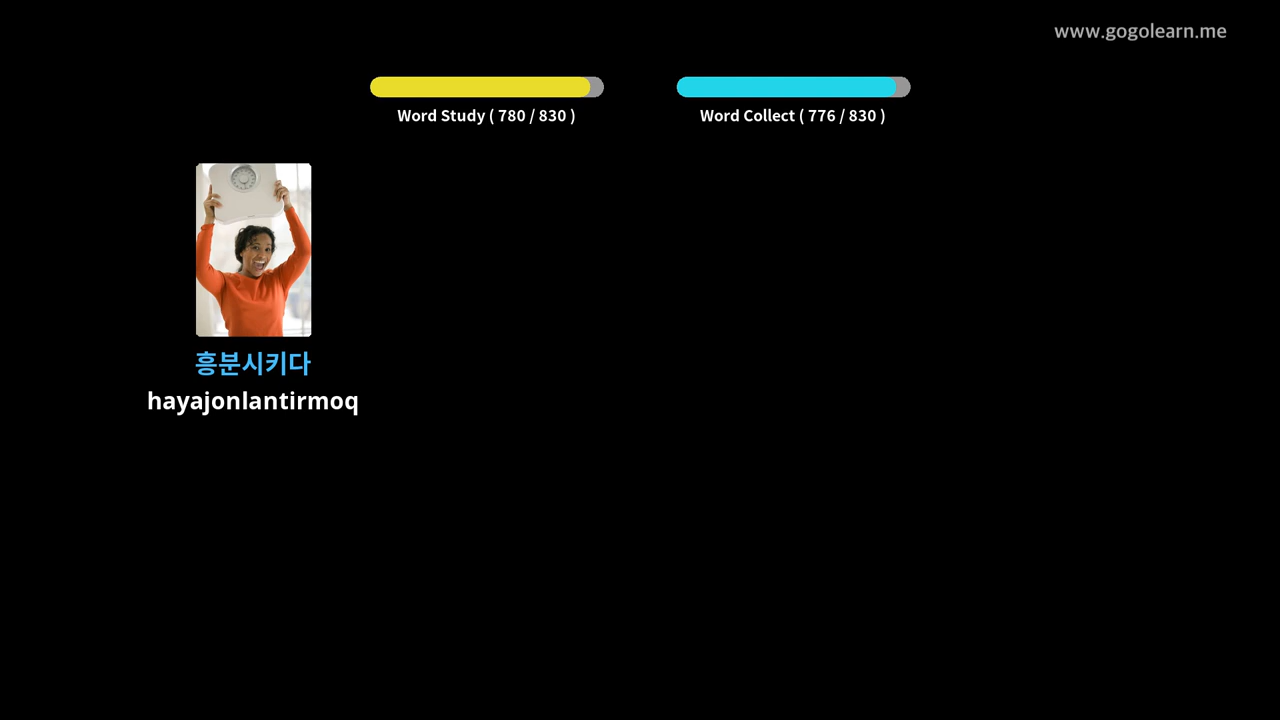 www.gogolearn.me
Word Study ( 780 / 830 )
Word Collect ( 776 / 830 )
흥분시키다
hayajonlantirmoq